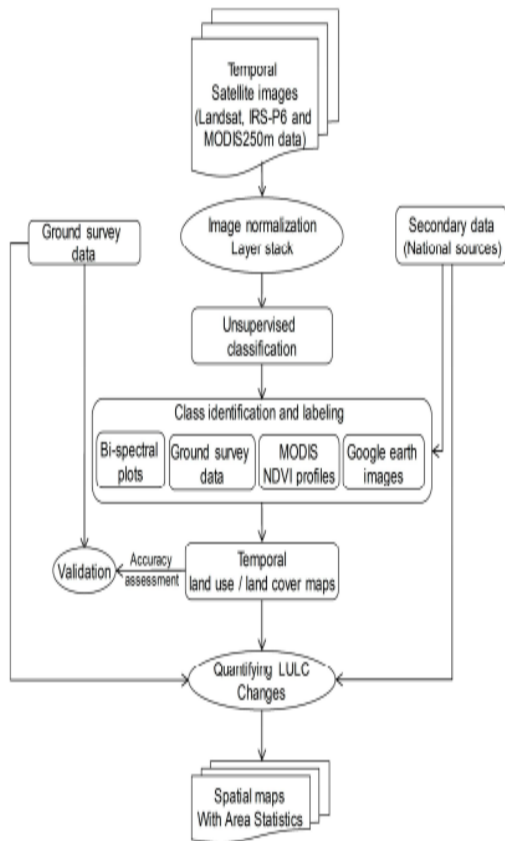 Temporal
Satellite images
(Landsat, IRS-P6 and
MODIS250m data)
Image normalization
Layer stack
Ground survey
data
Secondary data
(National sources)
Unsupervised
classification
Class identification and labeling
Bi-spectral
plots
Ground survey
data
MODIS
NDVI profiles
Google earth
images
Validation
Accuracy
assessment
Temporal
land use / land cover maps
Quantifying LULC
Changes
Spatial maps
With Area Statistics